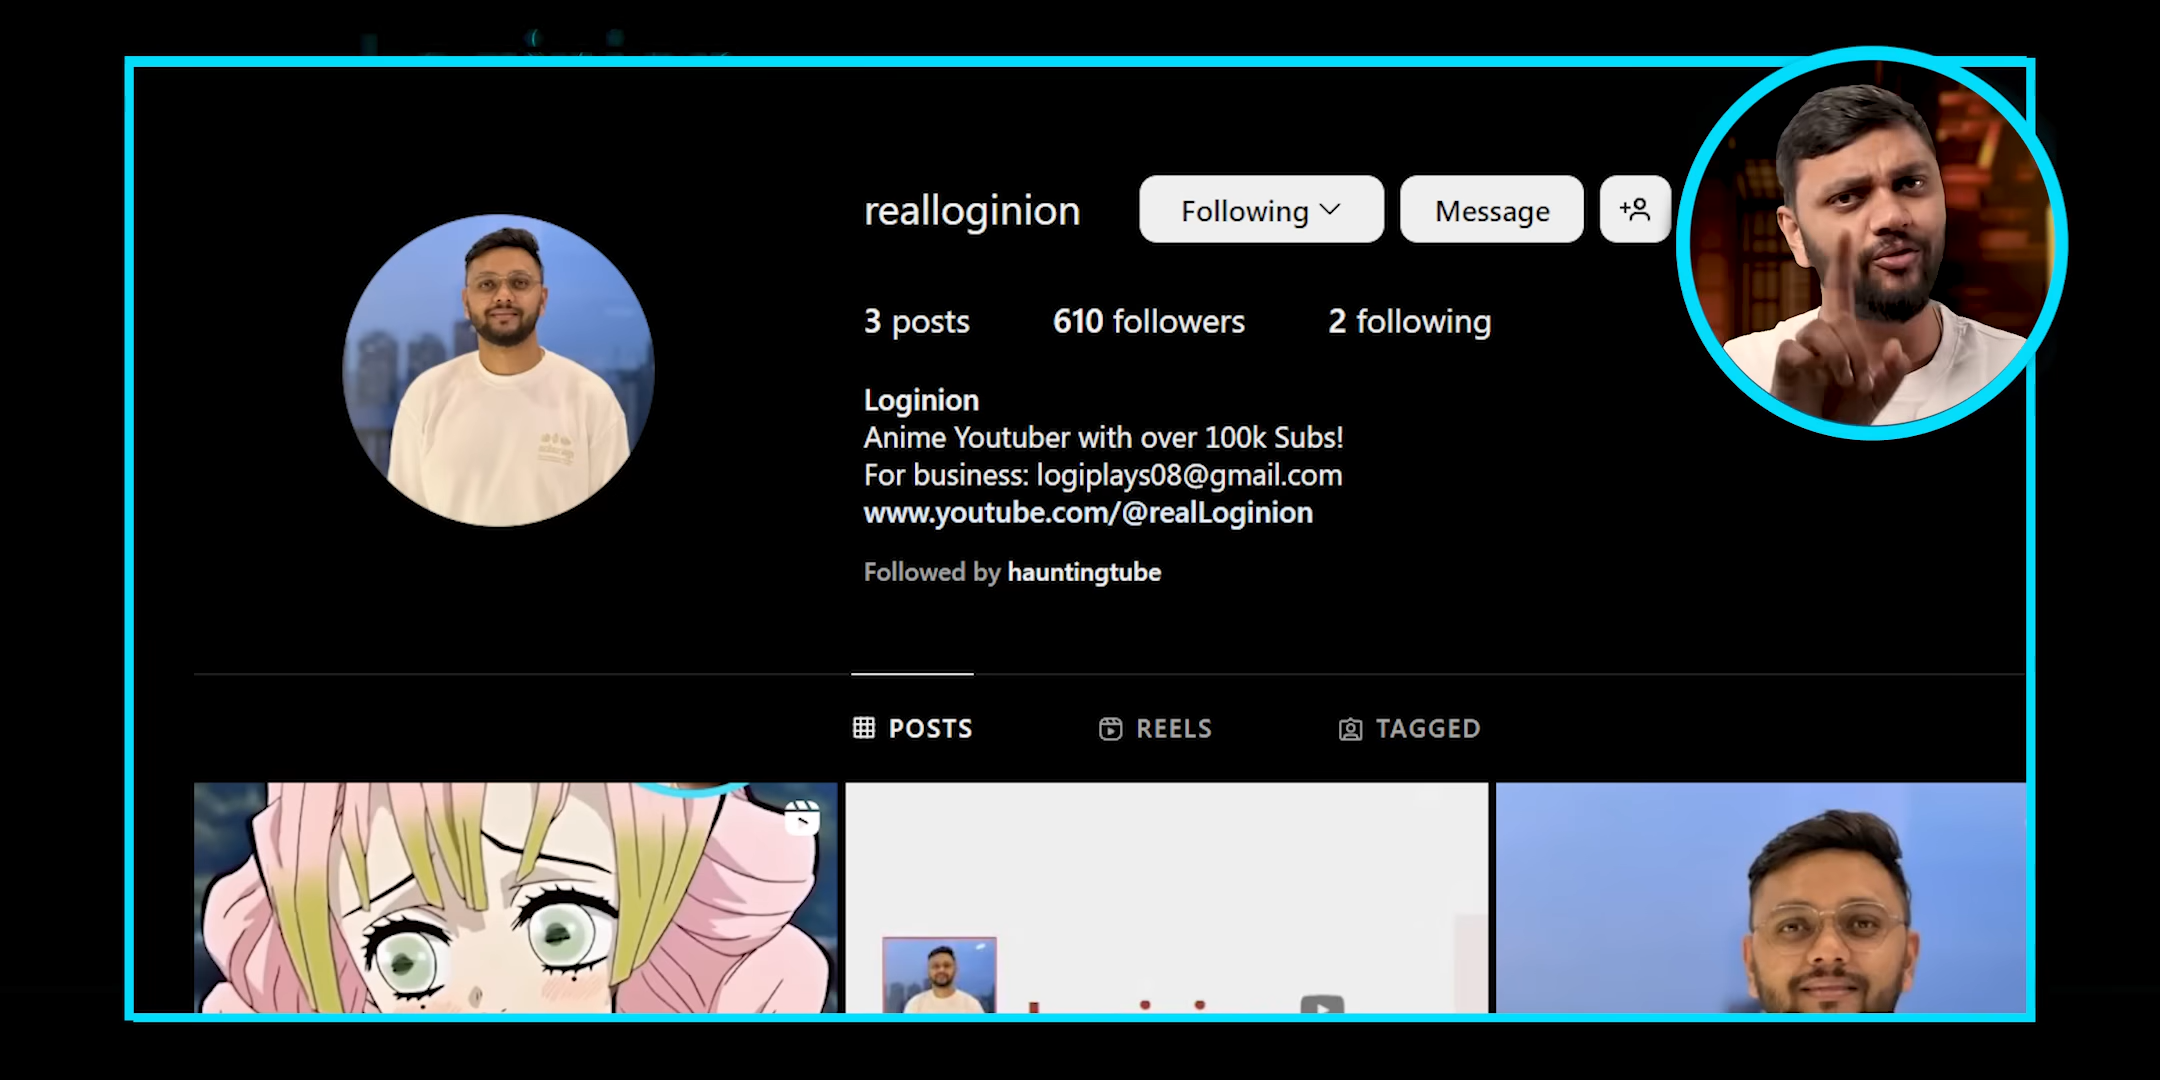 realloginion Following Message
3 posts 610 followers 2 following
Loginion
Anime Youtuber with over 100k Subs!
For business: logiplays08@gmail.com
www.youtube.com/@realLoginion
Followed by hauntingtube
POSTS REELS TAGGED